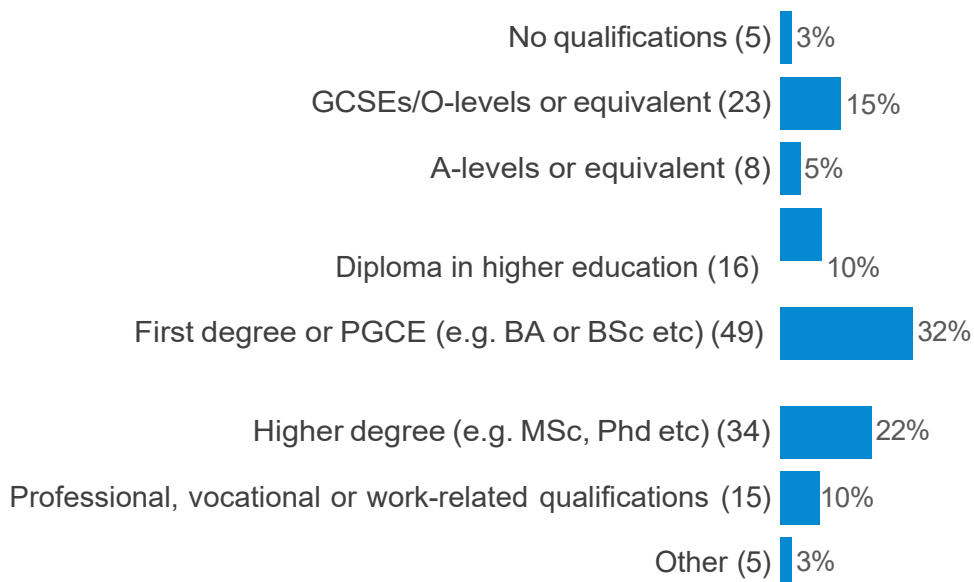 No qualifications (5) 3%
GCSEs/O-levels or equivalent (23) 15%
A-levels or equivalent (8) 5%
Diploma in higher education (16) 10%
First degree or PGCE (e.g. BA or BSc etc) (49) 32%
Higher degree (e.g. MSc, Phd etc) (34) 22%
Professional, vocational or work-related qualifications (15) 10%
Other (5) 3%